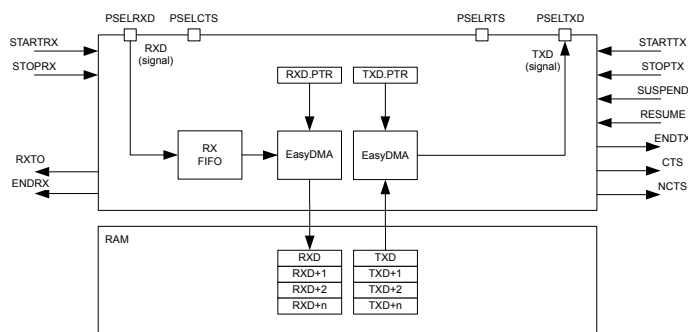 PSELRXD
PSELCTS
PSELRTS
PSELTXD
STARTRX
STOPRX
RXD
(signal)
TXD
(signal)
STARTTX
STOPTX
SUSPEND
RESUME
RXD.PTR
TXD.PTR
RX
FIFO
EasyDMA
EasyDMA
ENDTX
CTS
NCTS
RXTO
ENDRX
RAM
RXD
RXD+1
RXD+2
RXD+n
TXD
TXD+1
TXD+2
TXD+n